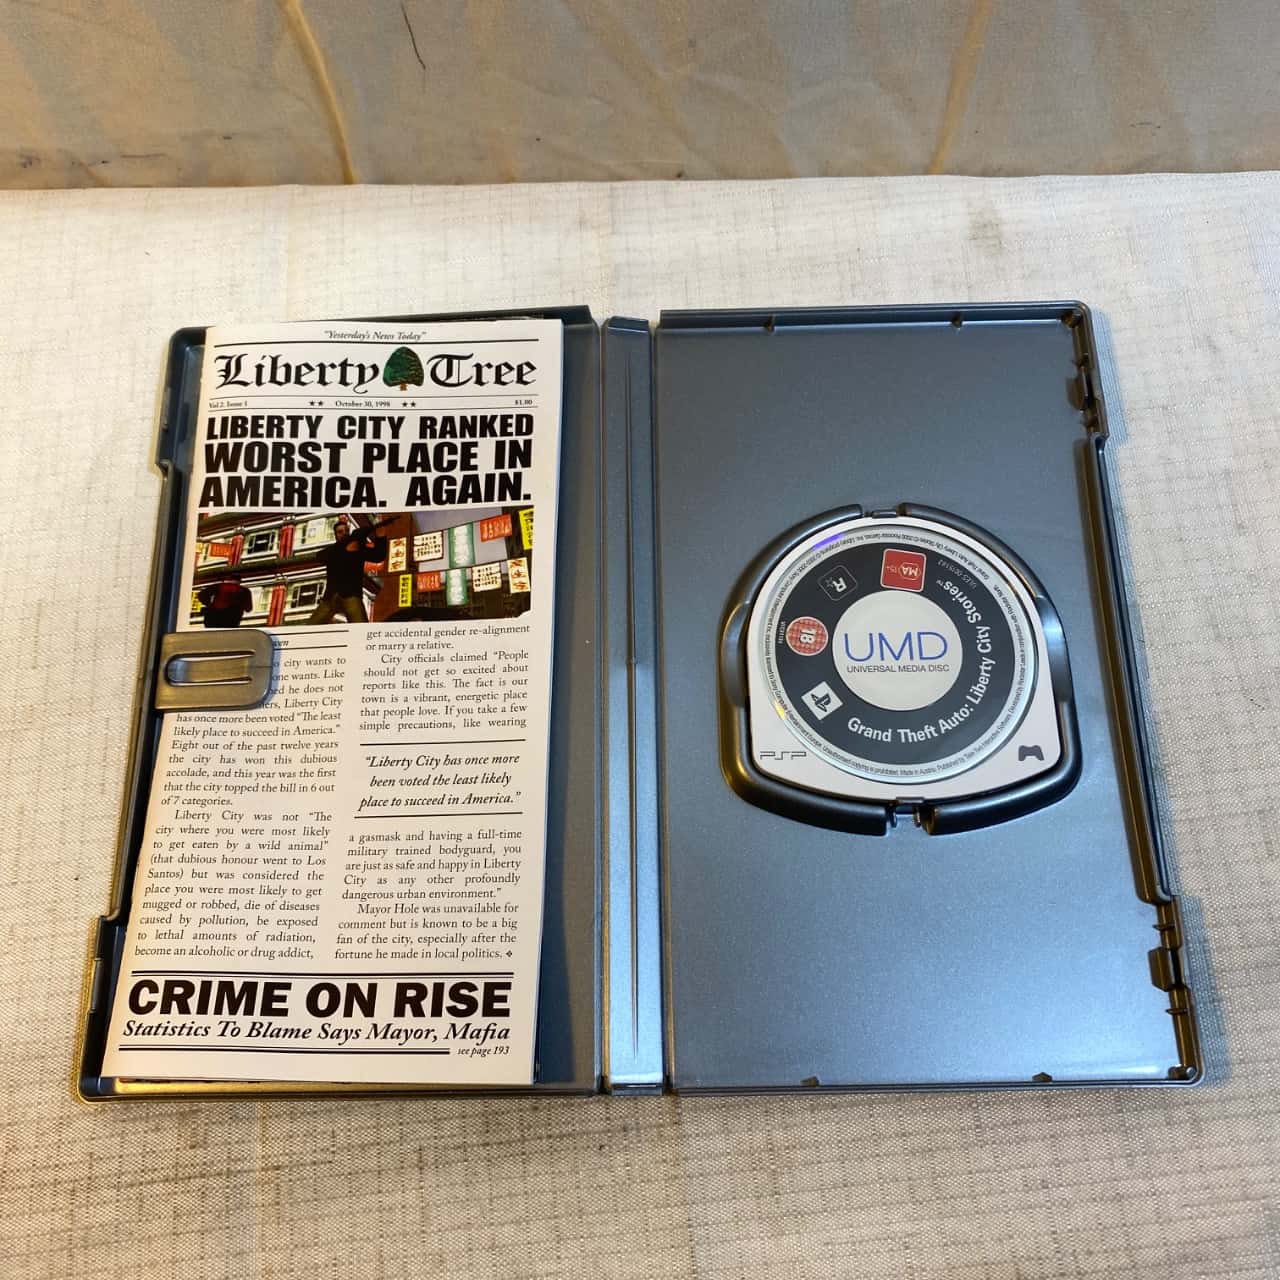 "Yesterday's News Today"
Liberty Tree
Vol 2. Issue 1 ★★ October 30, 1998 ★★ $1.00
LIBERTY CITY RANKED
WORST PLACE IN
AMERICA. AGAIN.
city wants to
one wants. Like
he does not
Liberty City
has once more been voted “The least
likely place to succeed in America.”
Eight out of the past twelve years
the city has won this dubious
accolade, and this year was the first
that the city topped the bill in 6 out
of 7 categories.
Liberty City was not “The
city where you were most likely
to get eaten by a wild animal”
(that dubious honour went to Los
Santos) but was considered the
place you were most likely to get
mugged or robbed, die of diseases
caused by pollution, be exposed
to lethal amounts of radiation,
become an alcoholic or drug addict,
get accidental gender re-alignment
or marry a relative.
City officials claimed “People
should not get so excited about
reports like this. The fact is our
town is a vibrant, energetic place
that people love. If you take a few
simple precautions, like wearing
“Liberty City has once more
been voted the least likely
place to succeed in America.”
a gasmask and having a full-time
military trained bodyguard, you
are just as safe and happy in Liberty
City as any other profoundly
dangerous urban environment.”
Mayor Hole was unavailable for
comment but is known to be a big
fan of the city, especially after the
fortune he made in local politics.
CRIME ON RISE
Statistics To Blame Says Mayor, Mafia
see page 193
MA 15+
R
18
UMD
UNIVERSAL MEDIA DISC
Grand Theft Auto: Liberty City Stories™
PSP